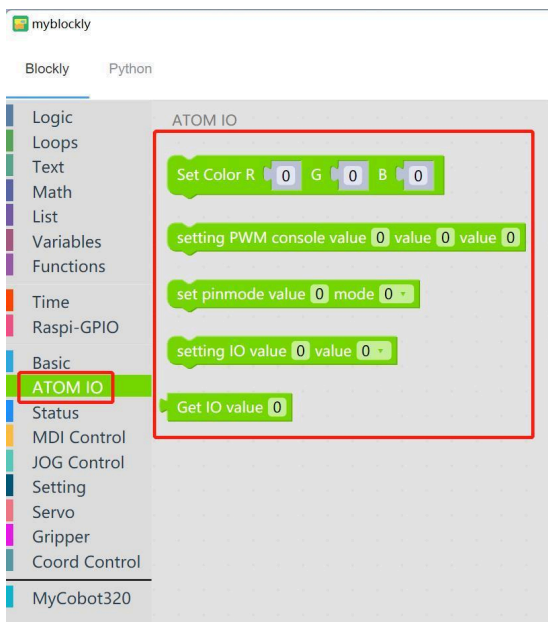 myblockly
Blockly Python
Logic
Loops
Text
Math
List
Variables
Functions
Time
Raspi-GPIO
Basic
ATOM IO
Status
MDI Control
JOG Control
Setting
Servo
Gripper
Coord Control
MyCobot320
ATOM IO
Set Color R 0 G 0 B 0
setting PWM console value 0 value 0 value 0
set pinmode value 0 mode 0
setting IO value 0 value 0
Get IO value 0